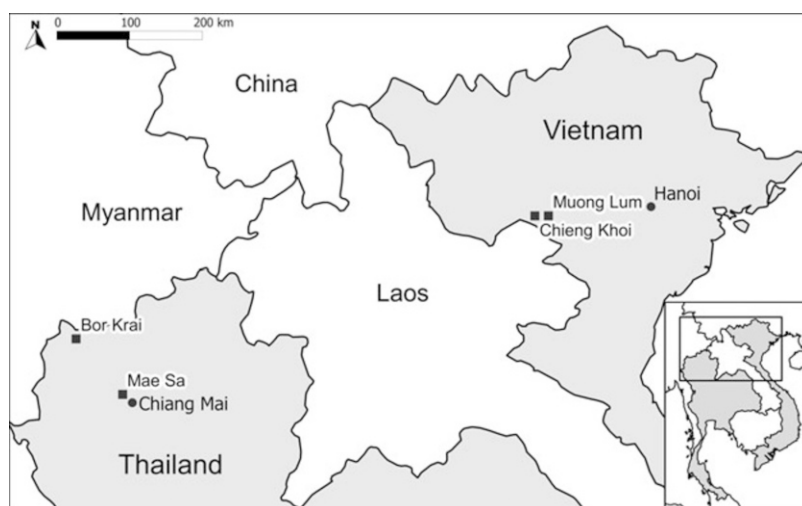 N
0 100 200 km
China
Vietnam
Muong Lum
Hanoi
Myanmar
Chieng Khoi
Laos
Bor Krai
Mae Sa
Chiang Mai
Thailand